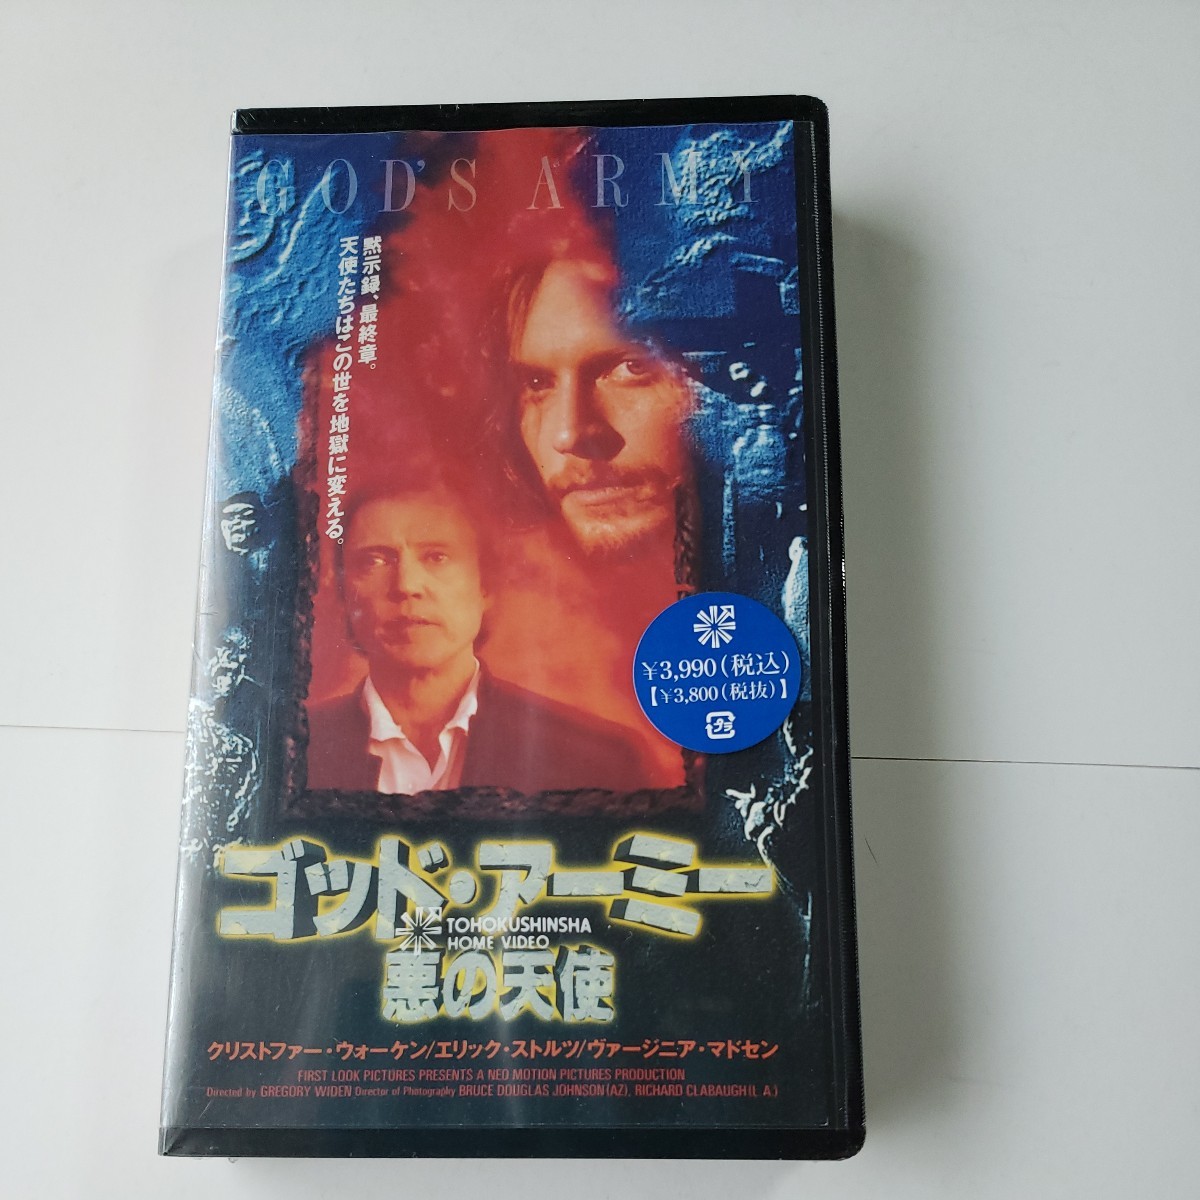 GOD'S ARMY
黙示録、最終章。
天使たちはこの世を地獄に変える。
¥3,990(税込)
【¥3,800(税抜)】
プラ
ゴッド・アーミー
TOHOKUSHINSHA
HOME VIDEO
悪の天使
クリストファー・ウォーケン/エリック・ストルツ/ヴァージニア・マドセン
FIRST LOOK PICTURES PRESENTS A NEO MOTION PICTURES PRODUCTION
Directed by GREGORY WIDEN Director of Photography BRUCE DOUGLAS JOHNSON(AZ), RICHARD CLABAUGH(L.A.)